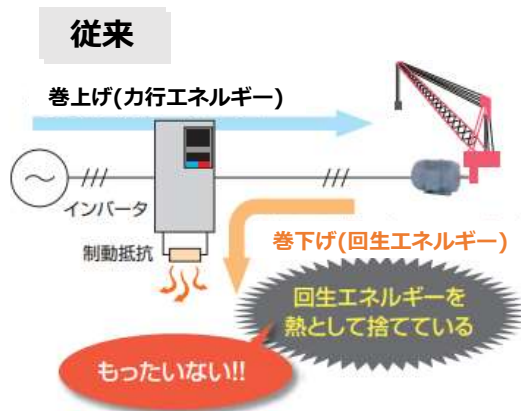 従来
巻上げ(力行エネルギー)
インバータ
制動抵抗
巻下げ(回生エネルギー)
回生エネルギーを
熱として捨てている
もったいない!!